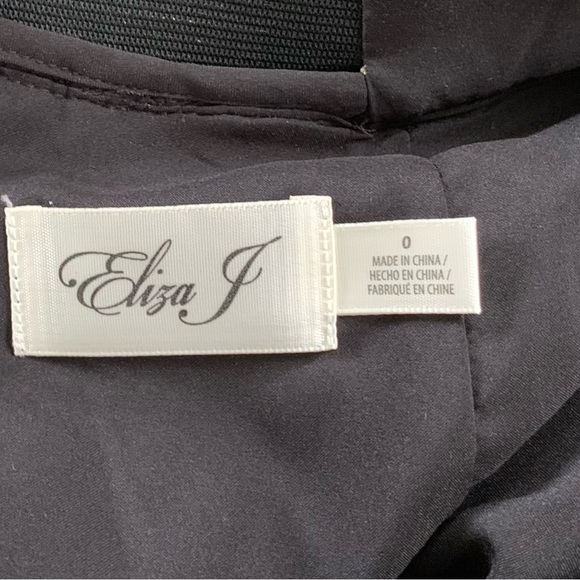 Eliza J
0
MADE IN CHINA /
HECHO EN CHINA /
FABRIQUÉ EN CHINE